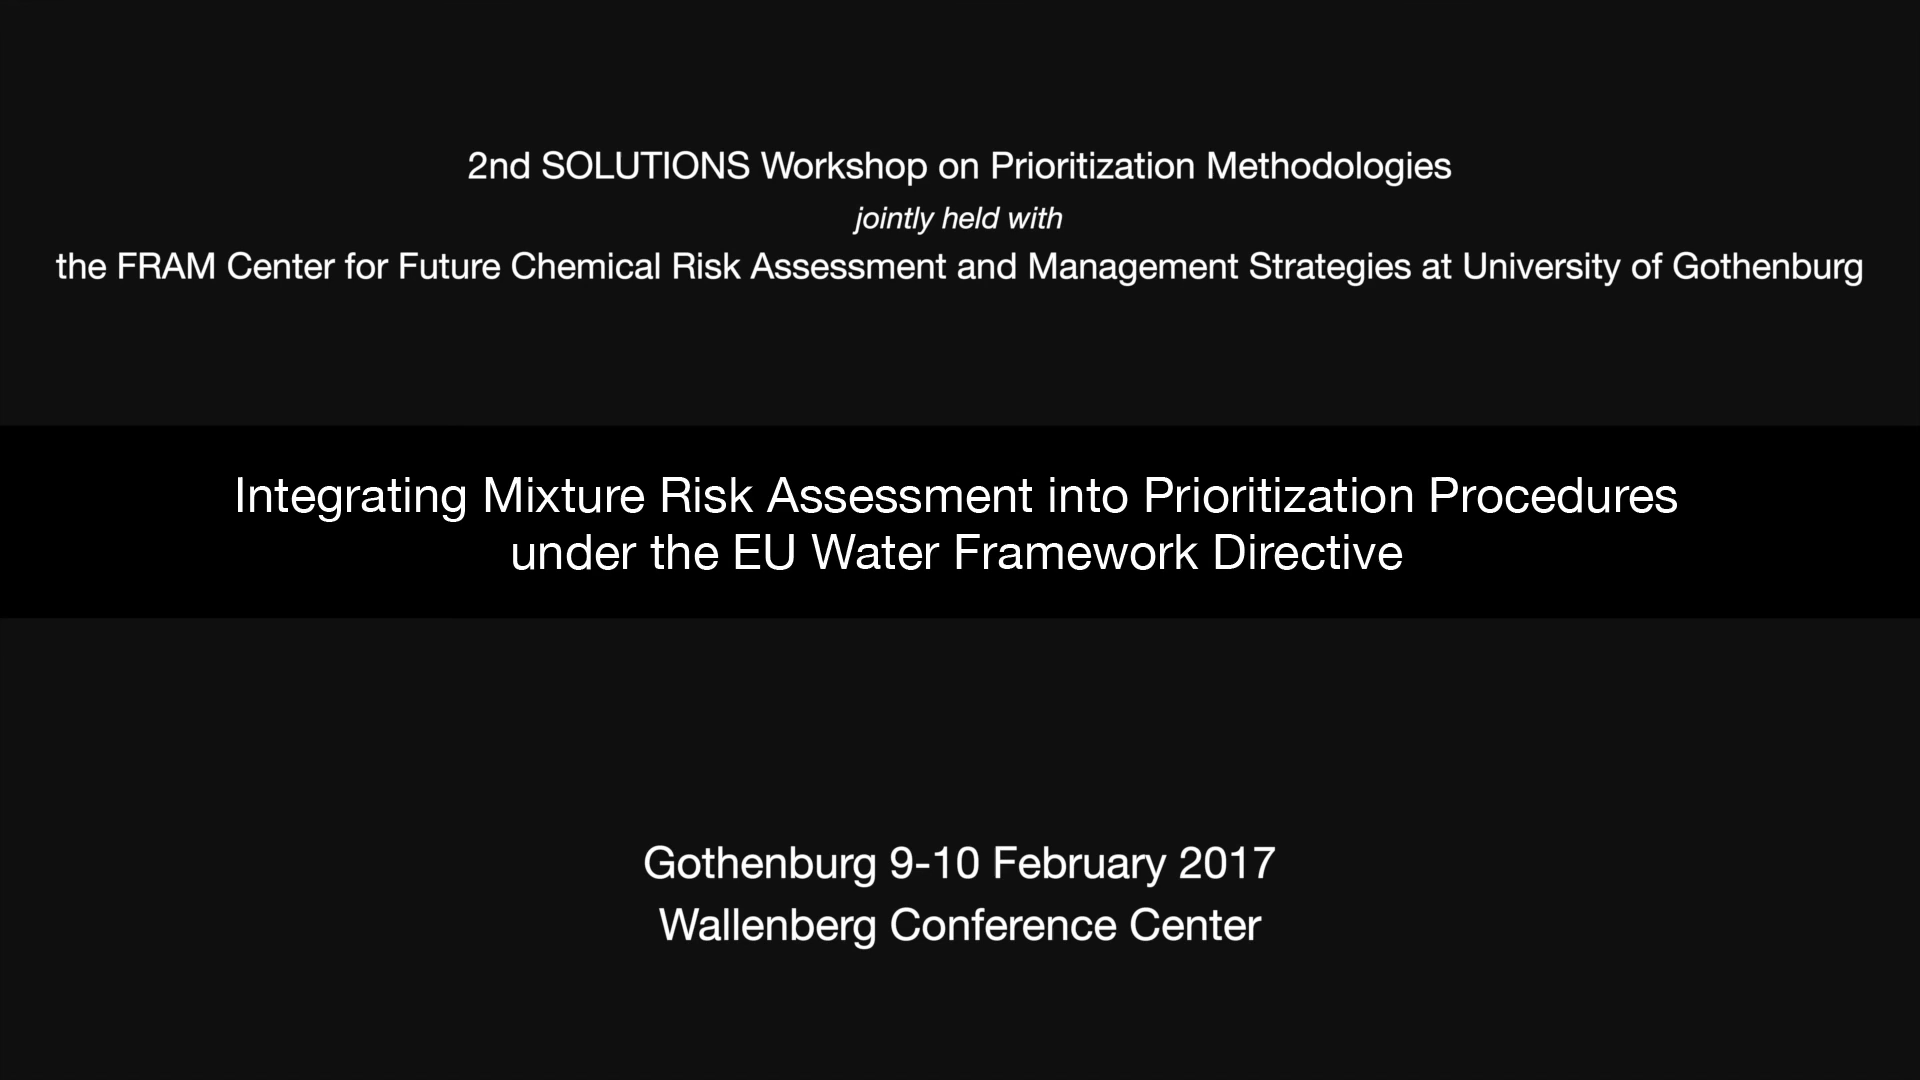 2nd SOLUTIONS Workshop on Prioritization Methodologies
jointly held with
the FRAM Center for Future Chemical Risk Assessment and Management Strategies at University of Gothenburg
Integrating Mixture Risk Assessment into Prioritization Procedures
under the EU Water Framework Directive
Gothenburg 9-10 February 2017
Wallenberg Conference Center